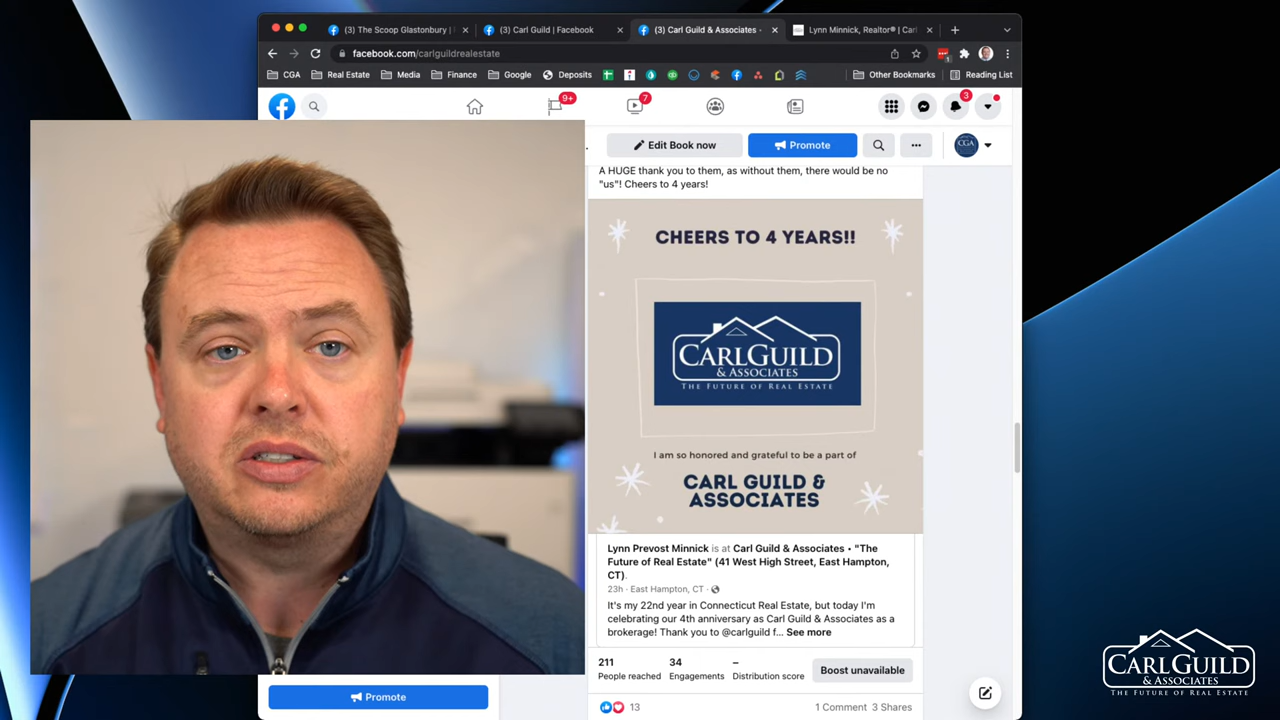 (3) The Scoop Glastonbury |
(3) Carl Guild | Facebook
(3) Carl Guild & Associates -
Lynn Minnick, Realtor® | Carl
facebook.com/carlguildrealestate
1
CGA
Real Estate
Media
Finance
Google
Deposits
Other Bookmarks
Reading List
9+
7
3
Edit Book now
Promote
CGA
A HUGE thank you to them, as without them, there would be no
"us"! Cheers to 4 years!
CHEERS TO 4 YEARS!!
CARLGUILD
& ASSOCIATES
THE FUTURE OF REAL ESTATE
I am so honored and grateful to be a part of
CARL GUILD &
ASSOCIATES
Lynn Prevost Minnick is at Carl Guild & Associates • "The
Future of Real Estate" (41 West High Street, East Hampton,
CT).
23h · East Hampton, CT ·
It's my 22nd year in Connecticut Real Estate, but today I'm
celebrating our 4th anniversary as Carl Guild & Associates as a
brokerage! Thank you to @carlguild f... See more
211
People reached
34
Engagements
–
Distribution score
Boost unavailable
13
1 Comment 3 Shares
Promote
CARLGUILD
& ASSOCIATES
THE FUTURE OF REAL ESTATE